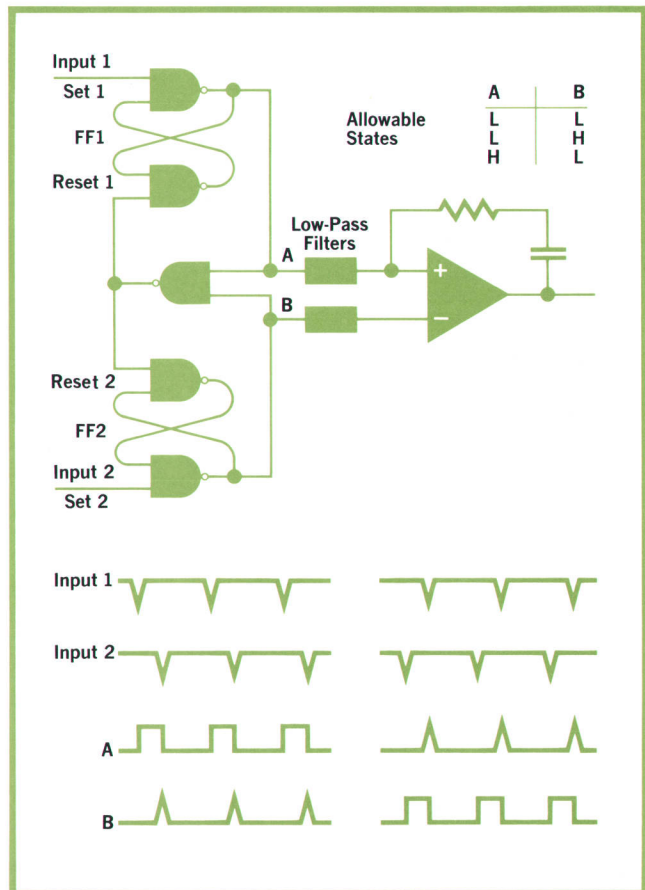 Input 1
Set 1
FF1
Reset 1
A B
Allowable L L
States L H
H L
Low-Pass
Filters
A
+
B
−
Reset 2
FF2
Input 2
Set 2
Input 1
Input 2
A
B